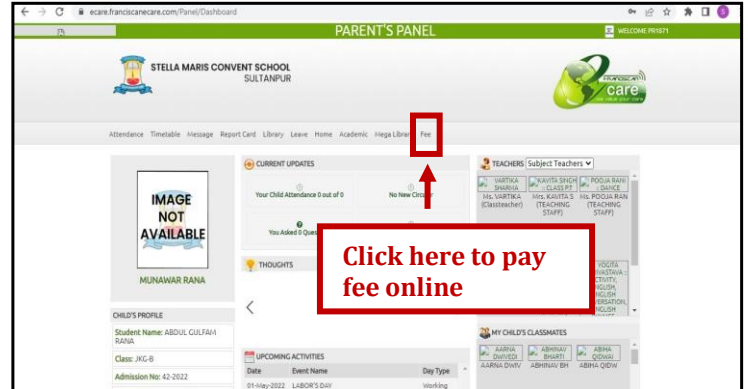 ecare.franciscanecare.com/Panel/Dashboard
PARENT'S PANEL
WELCOME PR1671
STELLA MARIS CONVENT SCHOOL
SULTANPUR
FRANCISCAN
Care
Attendance Timetable Message Report Card Library Leave Home Academic Mega Library Fee
IMAGE
NOT
AVAILABLE
MUNAWAR RANA
CHILD'S PROFILE
Student Name: ABDUL GULFAM
RANA
Class: JKG-B
Admission No: 42-2022
CURRENT UPDATES
Your Child Attendance 0 out of 0
No New Circular
You Asked 0 Ques
THOUGHTS
Click here to pay
fee online
UPCOMING ACTIVITIES
Date Event Name Day Type
01-May-2022 LABOR'S DAY Working
TEACHERS Subject Teachers
VARTIKA
SHARMA
Ms. VARTIKA
(Classteacher)
KAVITA SINGH
:: CLASS P.T
Mrs. KAVITA S
(TEACHING
STAFF)
POOJA RANI
:: DANCE
Ms. POOJA RAN
(TEACHING
STAFF)
YOGITA
MY CHILD'S CLASSMATES
AARNA
DWIVEDI
AARNA DWIV
ABHINAV
BHARTI
ABHINAV BH
ABIHA
QIDWAI
ABIHA QIDW